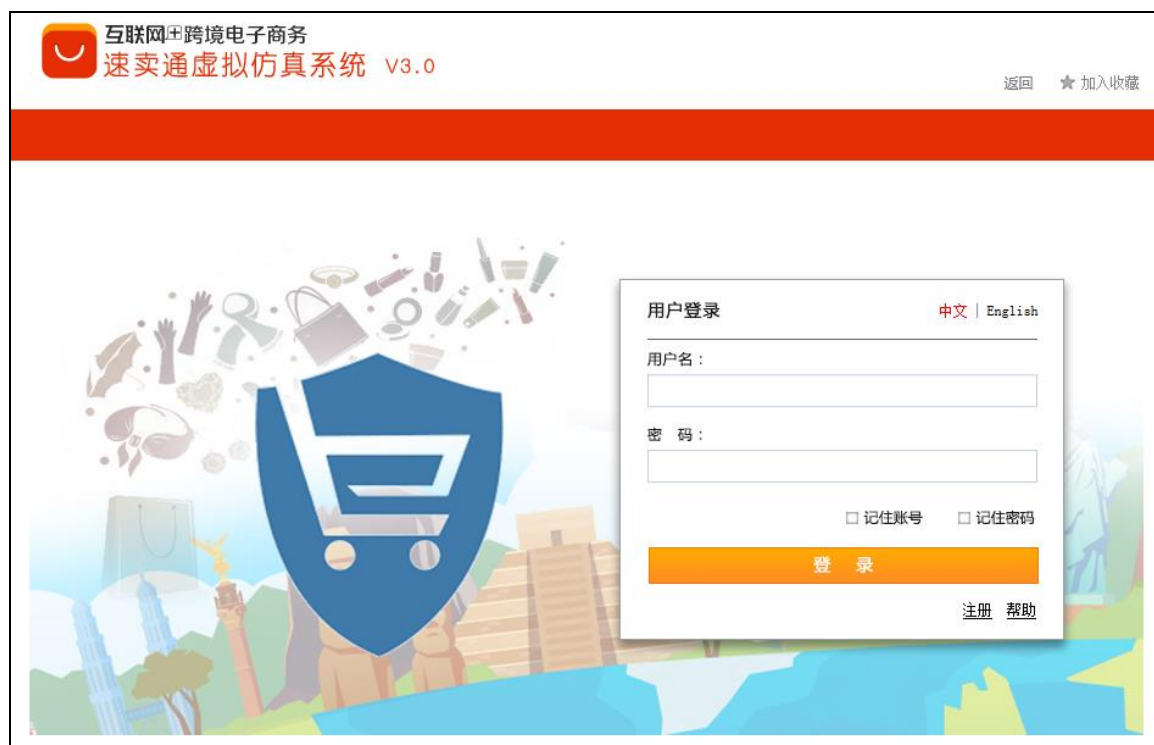 互联网+跨境电子商务
速卖通虚拟仿真系统 V3.0
返回 ★ 加入收藏
用户登录 中文 | English
用户名：
密 码：
记住账号 记住密码
登 录
注册 帮助